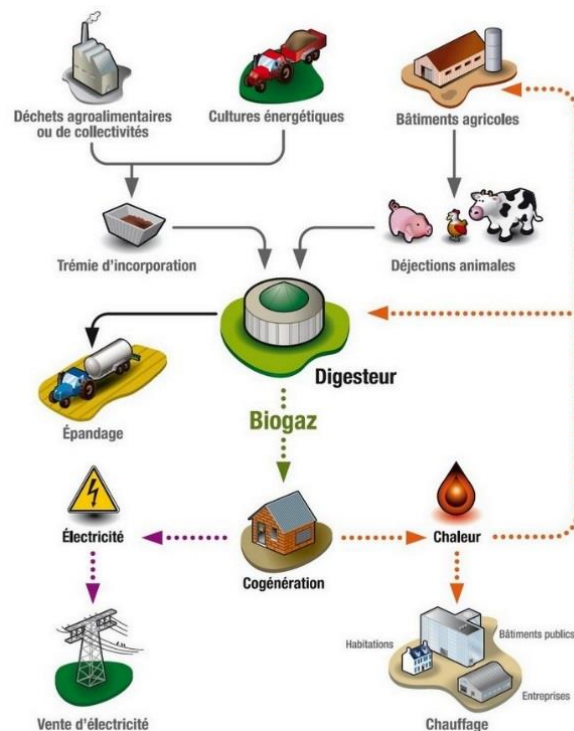 Déchets agroalimentaires
ou de collectivités
Cultures énergétiques
Bâtiments agricoles
Trémie d'incorporation
Déjections animales
Digesteur
Épandage
Biogaz
Électricité
Cogénération
Chaleur
Habitations
Bâtiments publics
Entreprises
Vente d'électricité
Chauffage